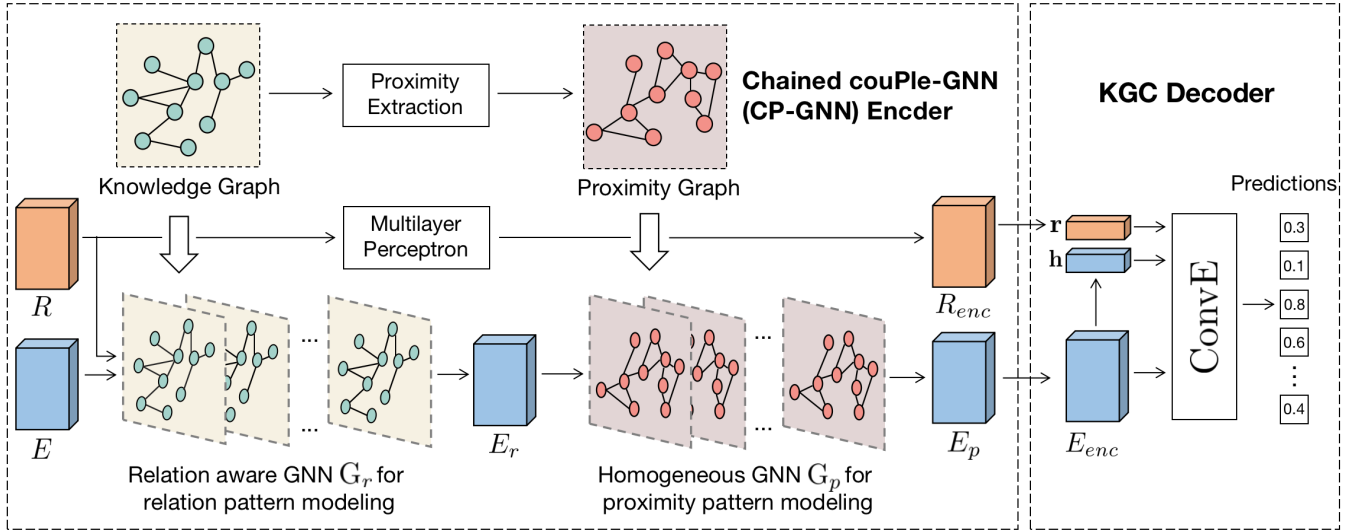 Proximity
Extraction
Chained couPle-GNN
(CP-GNN) Encder
KGC Decoder
Knowledge Graph
Proximity Graph
Predictions
R
Multilayer
Perceptron
R_enc
r
h
ConvE
0.3
0.1
0.8
0.6
⋮
0.4
E
...
...
E_r
...
...
E_p
E_enc
Relation aware GNN G_r for
relation pattern modeling
Homogeneous GNN G_p for
proximity pattern modeling